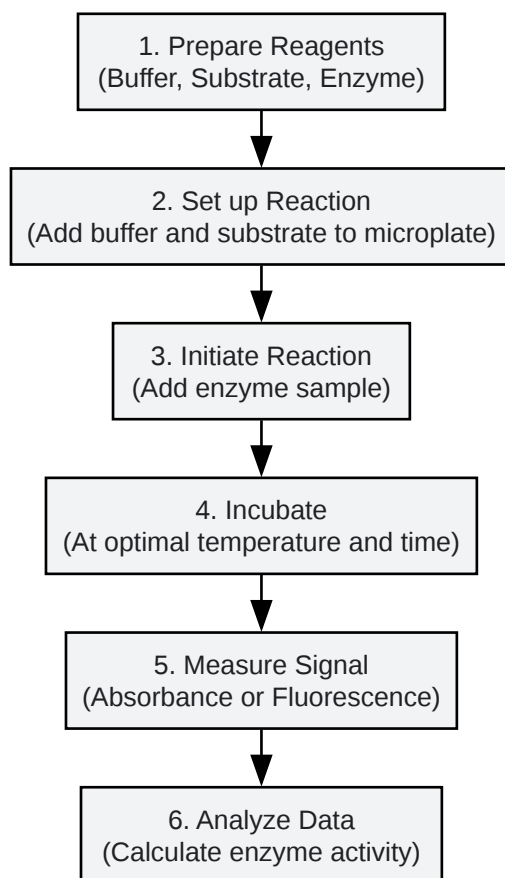 1. Prepare Reagents
(Buffer, Substrate, Enzyme)
2. Set up Reaction
(Add buffer and substrate to microplate)
3. Initiate Reaction
(Add enzyme sample)
4. Incubate
(At optimal temperature and time)
5. Measure Signal
(Absorbance or Fluorescence)
6. Analyze Data
(Calculate enzyme activity)